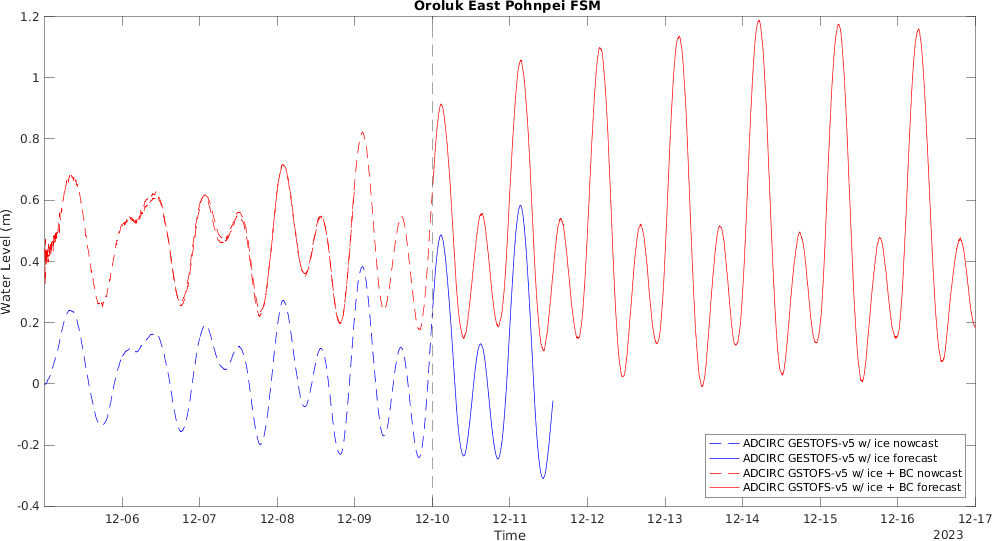 Oroluk East Pohnpei FSM
1.2
1
0.8
0.6
0.4
0.2
0
-0.2
-0.4
Water Level (m)
ADCIRC GESTOFS-v5 w/ ice nowcast
ADCIRC GESTOFS-v5 w/ ice forecast
ADCIRC GSTOFS-v5 w/ ice + BC nowcast
ADCIRC GSTOFS-v5 w/ ice + BC forecast
12-06 12-07 12-08 12-09 12-10 12-11 12-12 12-13 12-14 12-15 12-16 12-17
Time
2023